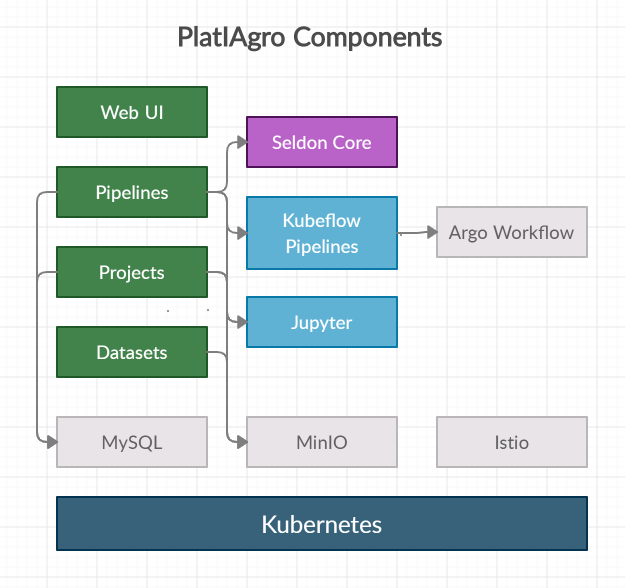 PlatIAgro Components
Web UI
Seldon Core
Pipelines
Kubeflow
Pipelines
Argo Workflow
Projects
Jupyter
Datasets
MySQL
MinIO
Istio
Kubernetes